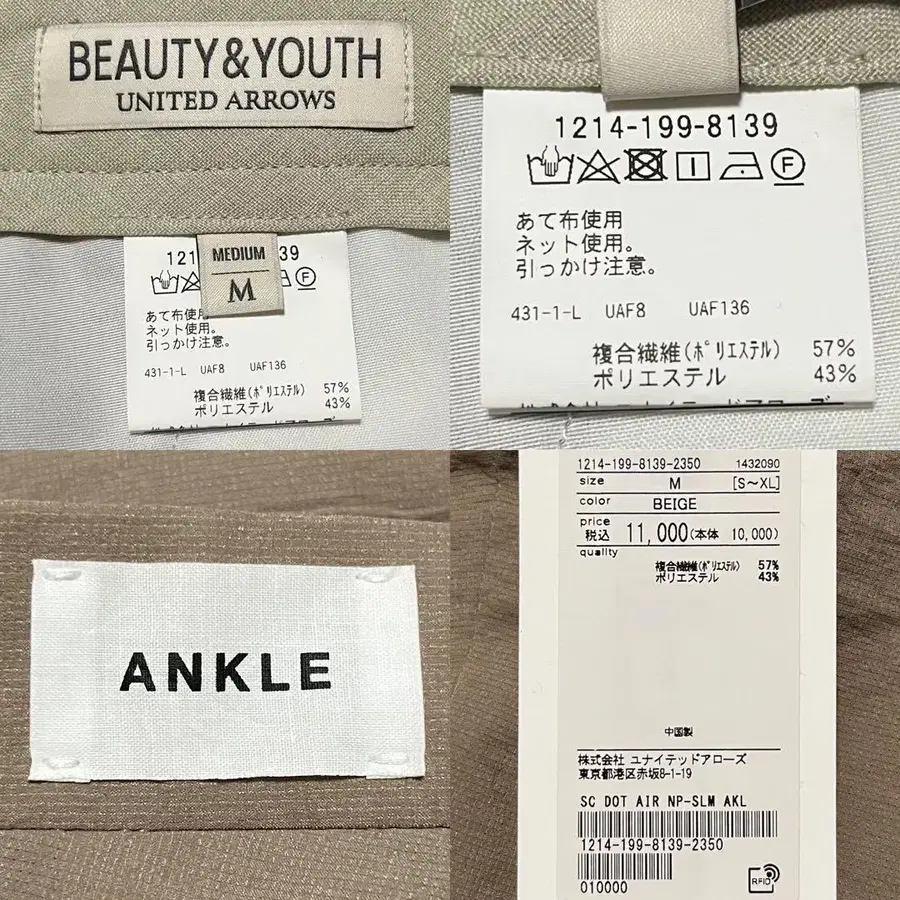 BEAUTY&YOUTH
UNITED ARROWS
121
39
MEDIUM
M
F
あて布使用
ネット使用。
引っかけ注意。
431-1-L UAF8 UAF136
複合繊維(ポリエステル) 57%
ポリエステル 43%
1214-199-8139
F
あて布使用
ネット使用。
引っかけ注意。
431-1-L UAF8 UAF136
複合繊維(ポリエステル) 57%
ポリエステル 43%
ANKLE
1214-199-8139-2350 1432090
size M [S~XL]
color BEIGE
price
税込 11,000(本体 10,000)
quality
複合繊維(ポリエステル) 57%
ポリエステル 43%
中国製
株式会社 ユナイテッドアローズ
東京都港区赤坂8-1-19
SC DOT AIR NP-SLM AKL
1214-199-8139-2350
010000
RFID